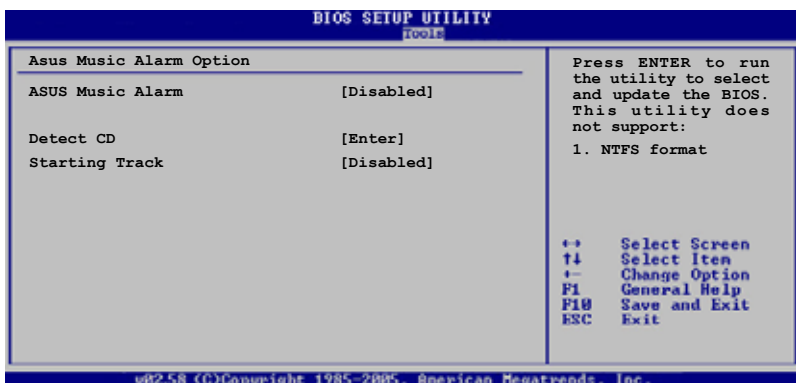 BIOS SETUP UTILITY
Tools
Asus Music Alarm Option
ASUS Music Alarm [Disabled]
Detect CD [Enter]
Starting Track [Disabled]
Press ENTER to run
the utility to select
and update the BIOS.
This utility does
not support:
1. NTFS format
↔ Select Screen
↑↓ Select Item
+- Change Option
F1 General Help
F10 Save and Exit
ESC Exit
v02.58 (C)Copyright 1985-2005, American Megatrends, Inc.